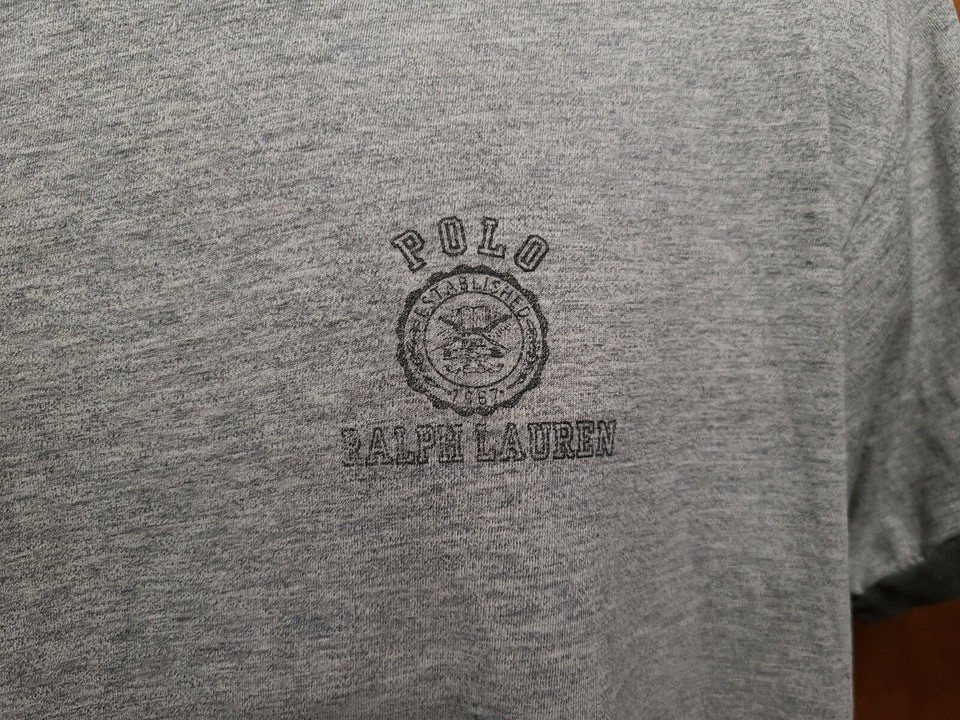 POLO
ESTABLISHED
1967
RALPH LAUREN